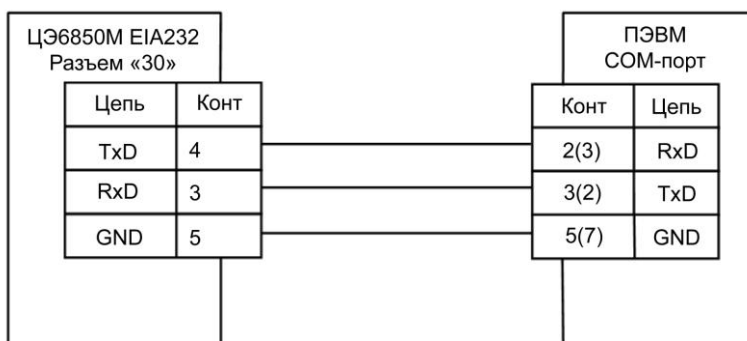 ЦЭ6850М EIA232
Разъем «30»
Цепь Конт
TxD 4
RxD 3
GND 5
ПЭВМ
COM-порт
Конт Цепь
2(3) RxD
3(2) TxD
5(7) GND